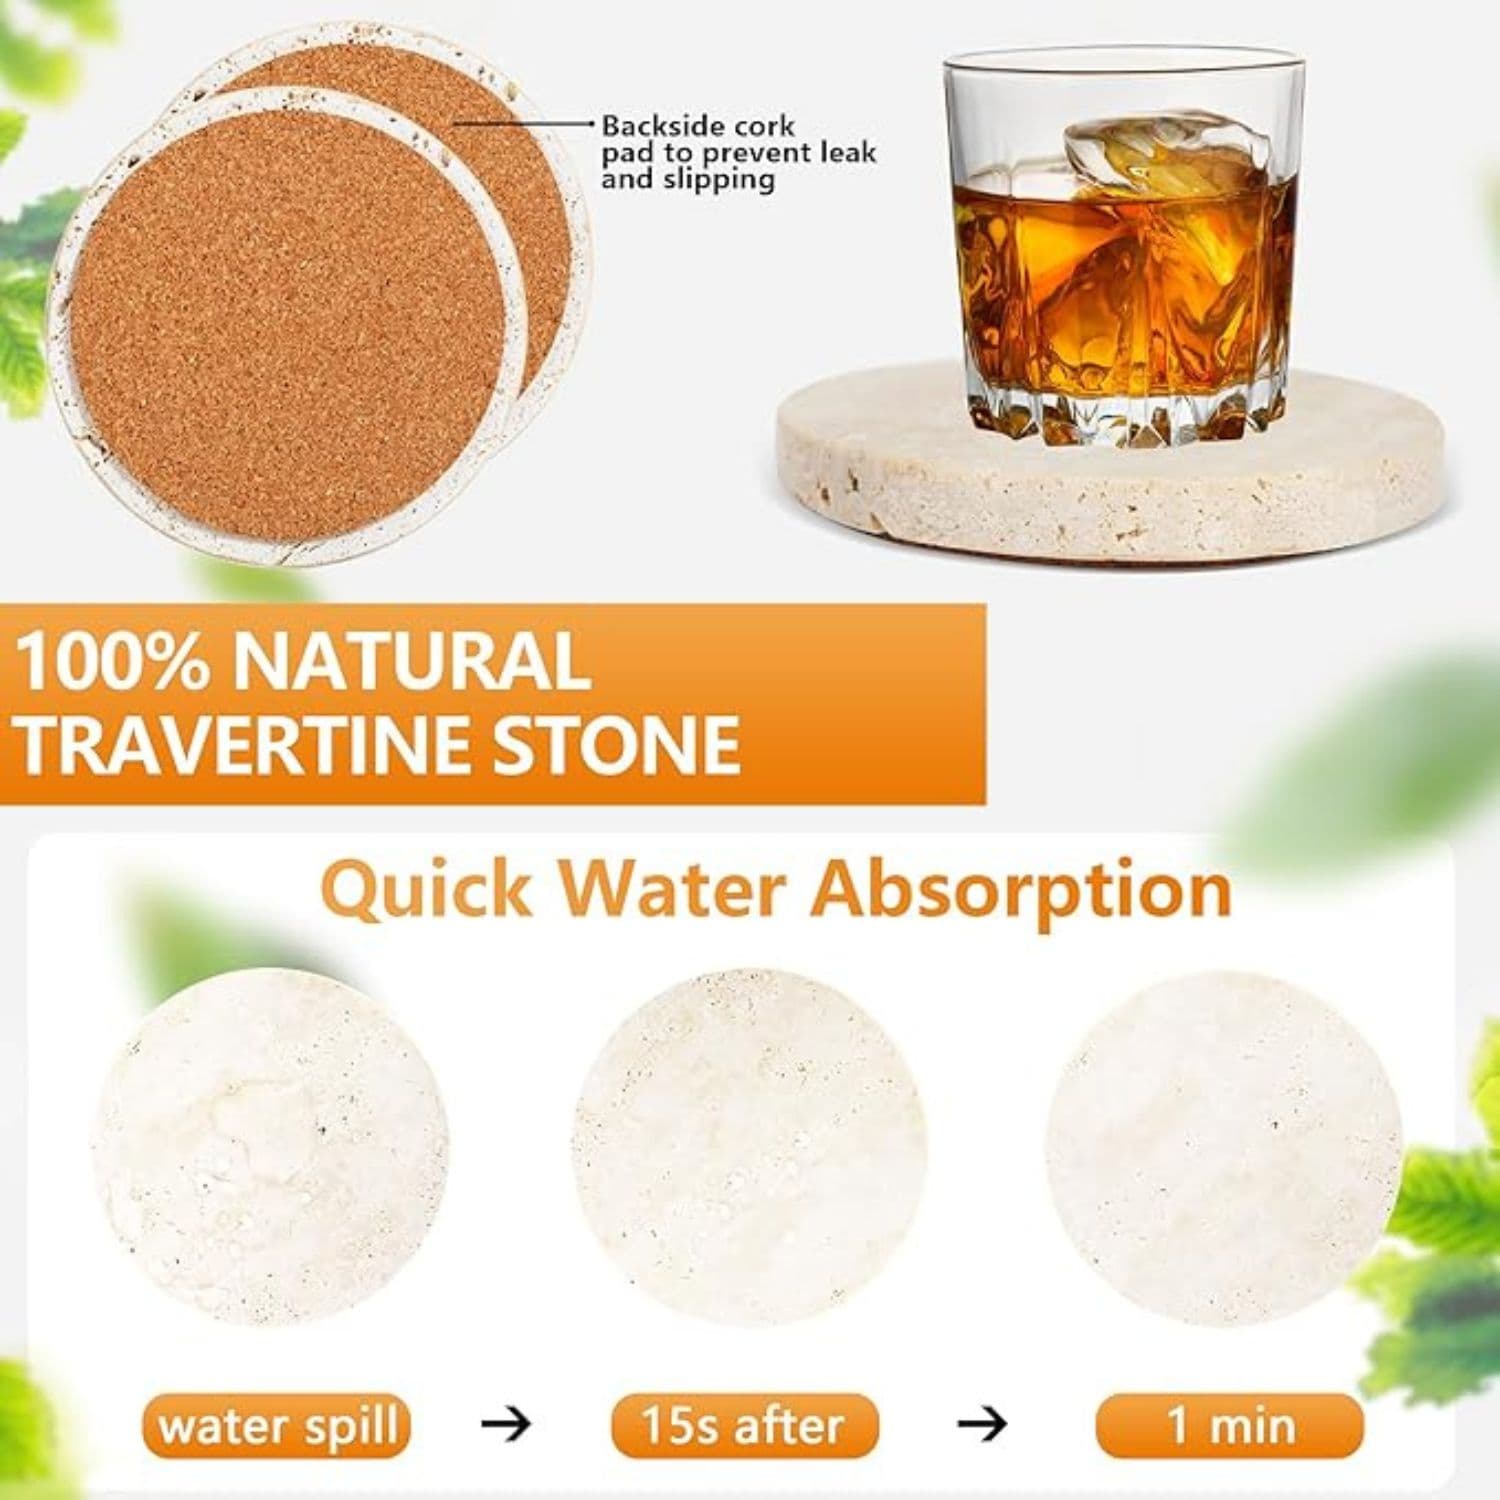 Backside cork
pad to prevent leak
and slipping
100% NATURAL
TRAVERTINE STONE
Quick Water Absorption
water spill
15s after
1 min